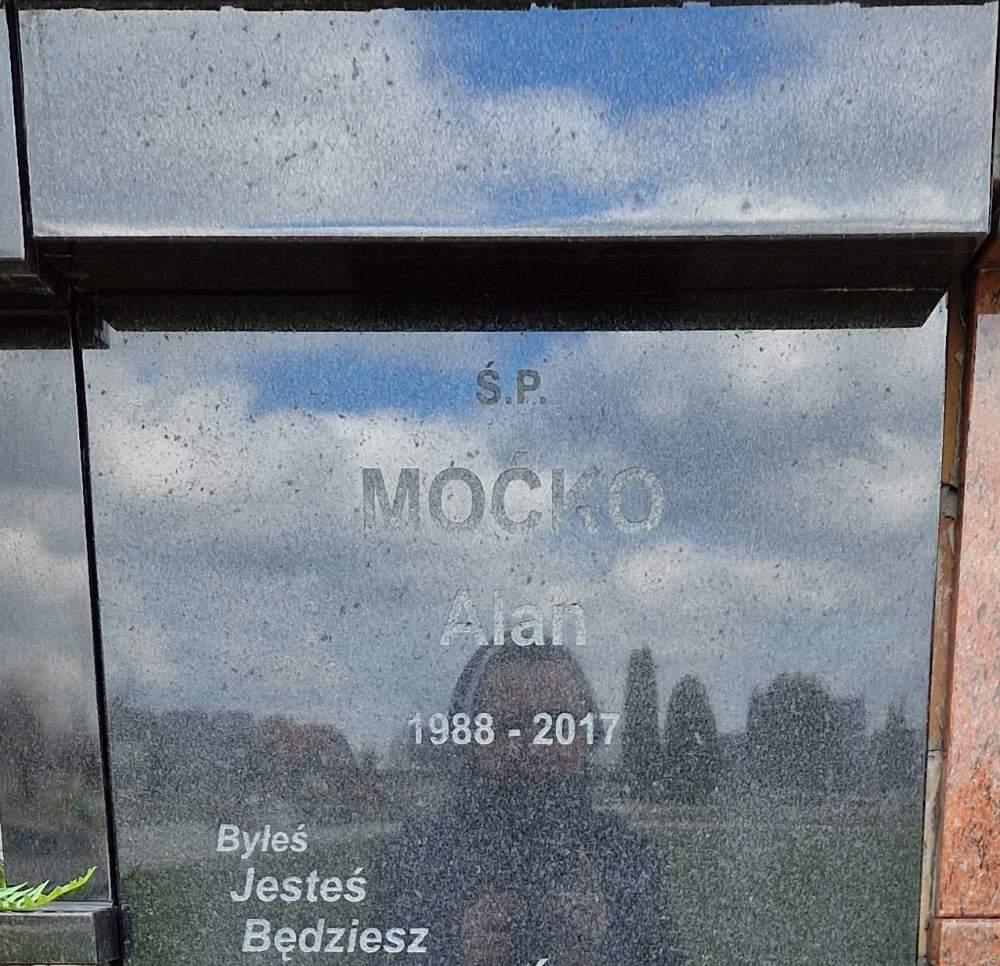 Ś.P.
MOĆKO
Alan
1988 - 2017
Byłeś
Jesteś
Będziesz